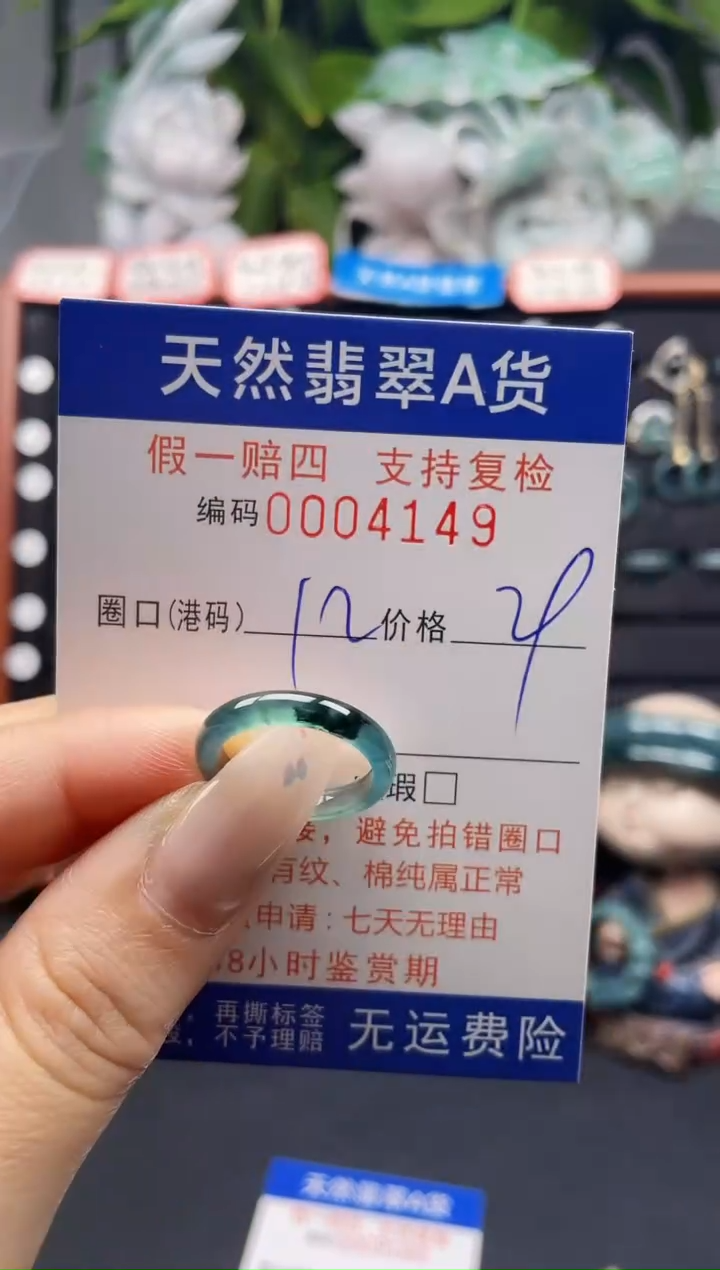 天然翡翠A货
假一赔四 支持复检
编码0004149
圈口(港码) 12 价格
瑕□
,避免拍错圈口
有纹、棉纯属正常
申请:七天无理由
8小时鉴赏期
再撕标签
,不予理赔
无运费险
天然翡翠A货